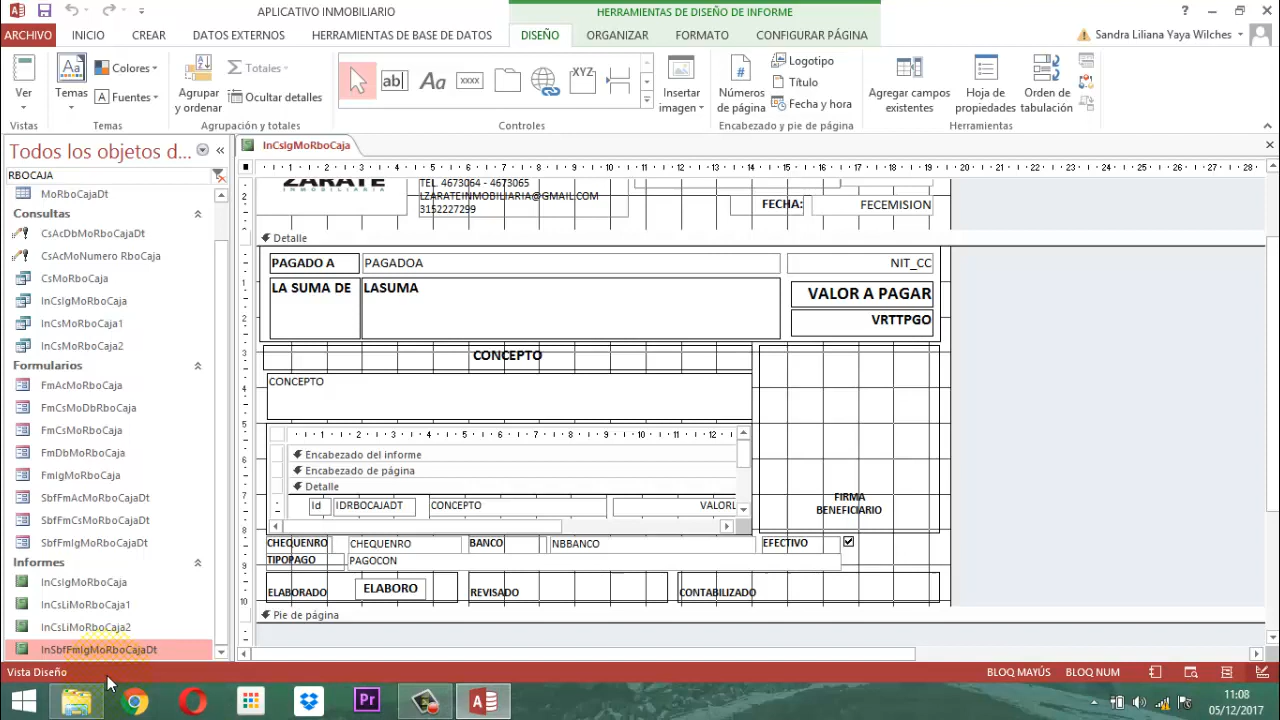 APLICATIVO INMOBILIARIO
HERRAMIENTAS DE DISEÑO DE INFORME
ARCHIVO
INICIO
CREAR
DATOS EXTERNOS
HERRAMIENTAS DE BASE DE DATOS
DISEÑO
ORGANIZAR
FORMATO
CONFIGURAR PÁGINA
Sandra Liliana Yaya Wilches
Ver
Temas
Colores
Fuentes
Agrupar y ordenar
Totales
Ocultar detalles
Insertar imagen
Números de página
Logotipo
Título
Fecha y hora
Agregar campos existentes
Hoja de propiedades
Orden de tabulación
Vistas
Temas
Agrupación y totales
Controles
Encabezado y pie de página
Herramientas
Todos los objetos d...
RBOCAJA
MoRboCajaDt
Consultas
CsAcDbMoRboCajaDt
CsAcMoNumero RboCaja
CsMoRboCaja
InCsIgMoRboCaja
InCsMoRboCaja1
InCsMoRboCaja2
Formularios
FmAcMoRboCaja
FmCsMoDbRboCaja
FmCsMoRboCaja
FmDbMoRboCaja
FmIgMoRboCaja
SbfFmAcMoRboCajaDt
SbfFmCsMoRboCajaDt
SbfFmIgMoRboCajaDt
Informes
InCsIgMoRboCaja
InCsLiMoRboCaja1
InCsLiMoRboCaja2
InSbfFmIgMoRboCajaDt
InCsIgMoRboCaja
ZARATE
INMOBILIARIA
TEL 4673064 - 4673065
LZARATEINMOBILIARIA@GMAIL.COM
3152227299
FECHA:
FECEMISION
Detalle
PAGADO A
PAGADOA
NIT_CC
LA SUMA DE
LASUMA
VALOR A PAGAR
VRTTPGO
CONCEPTO
CONCEPTO
Encabezado del informe
Encabezado de página
Detalle
Id
IDRBOCAJADT
CONCEPTO
FIRMA BENEFICIARIO
CHEQUENRO
CHEQUENRO
BANCO
NBBANCO
EFECTIVO
TIPOPAGO
PAGOCON
ELABORADO
ELABORO
REVISADO
CONTABILIZADO
Pie de página
Vista Diseño
BLOQ MAYÚS
BLOQ NUM
Pr
11:08
05/12/2017